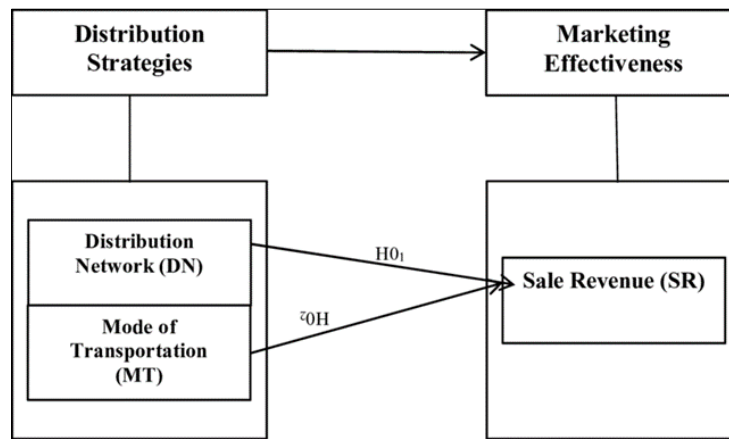 Distribution
Strategies
Marketing
Effectiveness
Distribution
Network (DN)
H0₁
Sale Revenue (SR)
Mode of
Transportation
(MT)
H0₂